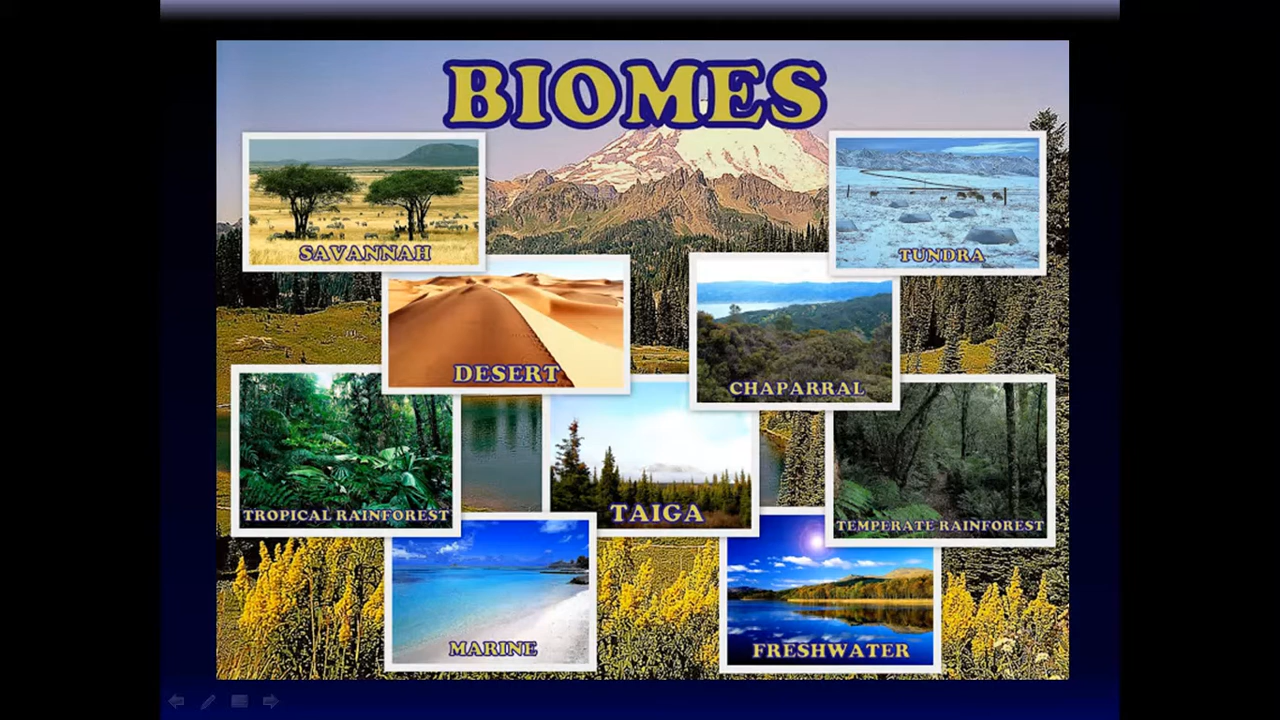 BIOMES
SAVANNAH
TUNDRA
DESERT
CHAPARRAL
TROPICAL RAINFOREST
TAIGA
TEMPERATE RAINFOREST
MARINE
FRESHWATER